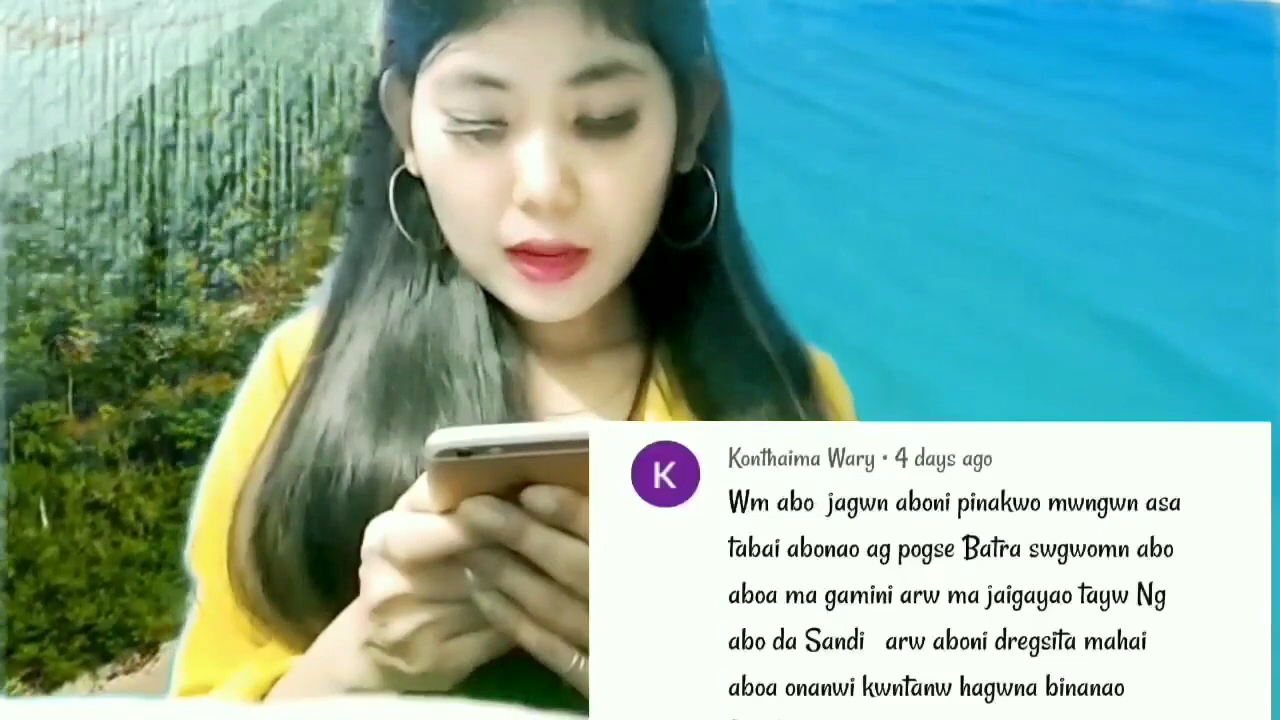 K
Konthaima Wary • 4 days ago
Wm abo jagwn aboni pinakwo mwngwn asa
tabai abonao ag pogse Batra swgwomn abo
aboa ma gamini arw ma jaigayao tayw Ng
abo da Sandi arw aboni dregsita mahai
aboa onanwi kwntanw hagwna binanao